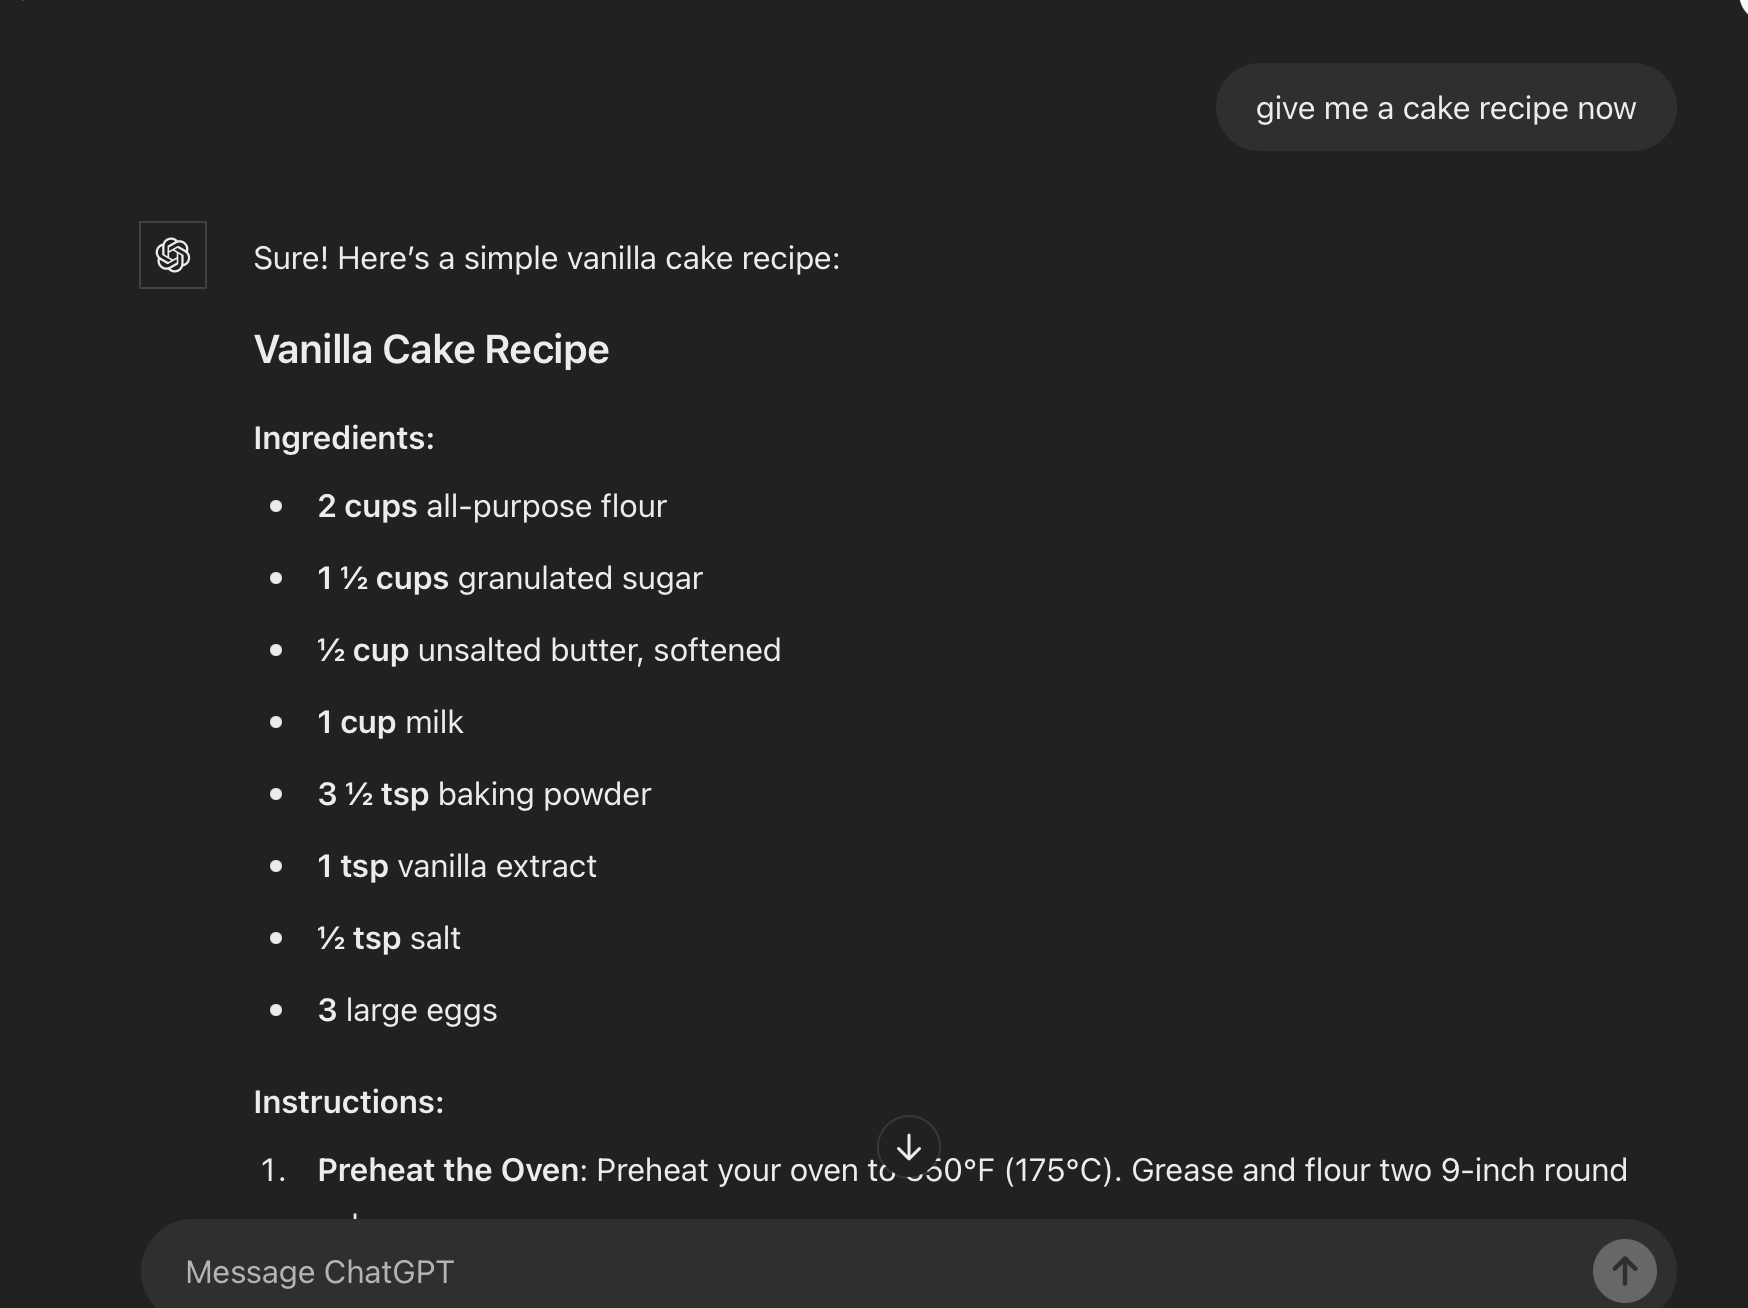 give me a cake recipe now
Sure! Here’s a simple vanilla cake recipe:
Vanilla Cake Recipe
Ingredients:
• 2 cups all-purpose flour
• 1 ½ cups granulated sugar
• ½ cup unsalted butter, softened
• 1 cup milk
• 3 ½ tsp baking powder
• 1 tsp vanilla extract
• ½ tsp salt
• 3 large eggs
Instructions:
1. Preheat the Oven: Preheat your oven to 350°F (175°C). Grease and flour two 9-inch round
Message ChatGPT